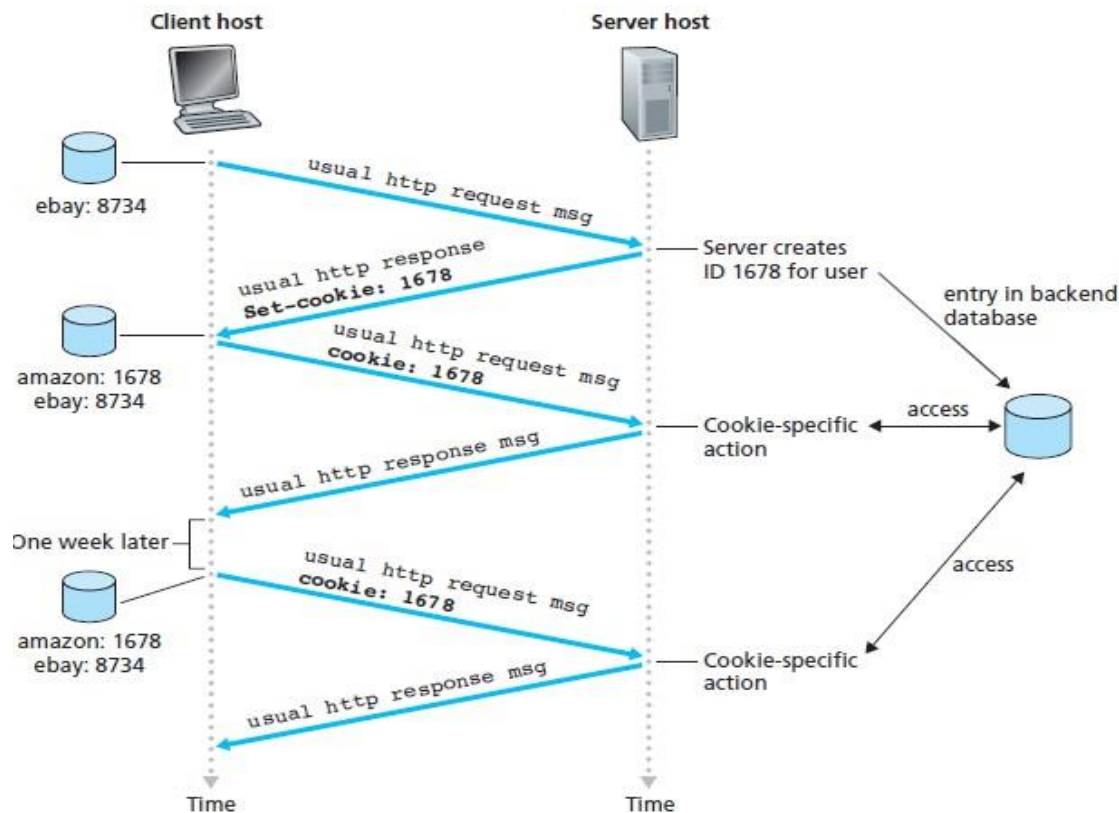 Client host
Server host
ebay: 8734
usual http request msg
Server creates
ID 1678 for user
entry in backend
database
usual http response
Set-cookie: 1678
amazon: 1678
ebay: 8734
usual http request msg
cookie: 1678
Cookie-specific
action
access
usual http response msg
One week later
amazon: 1678
ebay: 8734
usual http request msg
cookie: 1678
access
Cookie-specific
action
usual http response msg
Time
Time